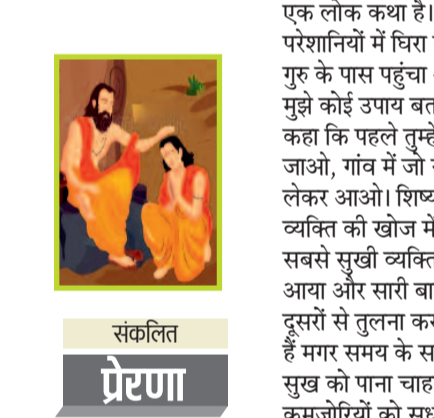 संकलित
प्रेरणा
एक लोक कथा है।
परेशानियों में घिरा
गुरु के पास पहुंचा
मुझे कोई उपाय
कहा कि पहले तुम्हें
जाओ, गांव में जो
लेकर आओ। शिष्य
व्यक्ति की खोज में
सबसे सुखी व्यक्ति
आया और सारी
दूसरों से तुलना
हैं मगर समय के
सुख को पाना
कमजोरियों को